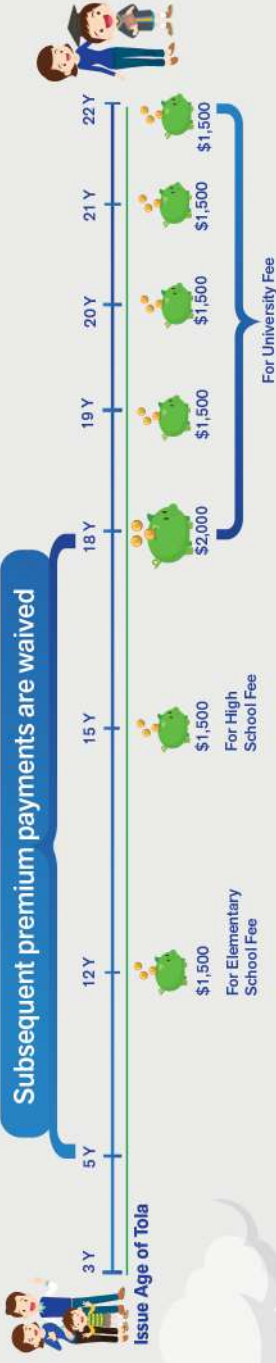 Subsequent premium payments are waived
3 Y
5 Y
12 Y
15 Y
18 Y
19 Y
20 Y
21 Y
22 Y
Issue Age of Tola
$1,500
$1,500
$2,000
$1,500
$1,500
$1,500
$1,500
For Elementary
School Fee
For High
School Fee
For University Fee